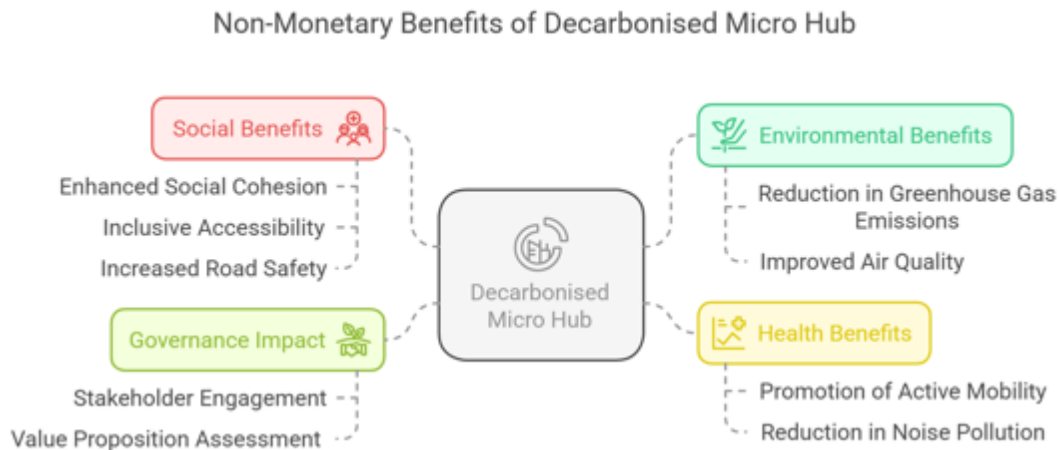 Non-Monetary Benefits of Decarbonised Micro Hub
Social Benefits
Enhanced Social Cohesion
Inclusive Accessibility
Increased Road Safety
Governance Impact
Stakeholder Engagement
Value Proposition Assessment
Decarbonised
Micro Hub
Environmental Benefits
Reduction in Greenhouse Gas
Emissions
Improved Air Quality
Health Benefits
Promotion of Active Mobility
Reduction in Noise Pollution